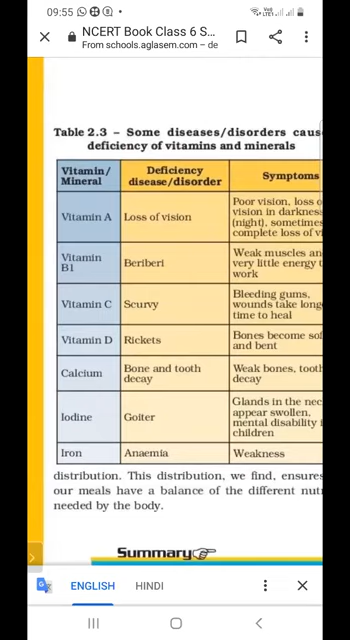 09:55
NCERT Book Class 6 S...
From schools.aglasem.com – de
Table 2.3 – Some diseases/disorders caus
deficiency of vitamins and minerals
Vitamin/
Mineral
Deficiency
disease/disorder
Symptoms
Vitamin A
Loss of vision
Poor vision, loss o
vision in darkness
(night), sometimes
complete loss of vi
Vitamin
B1
Beriberi
Weak muscles an
very little energy t
work
Vitamin C
Scurvy
Bleeding gums,
wounds take long
time to heal
Vitamin D
Rickets
Bones become sof
and bent
Calcium
Bone and tooth
decay
Weak bones, tooth
decay
Iodine
Goiter
Glands in the nec
appear swollen,
mental disability i
children
Iron
Anaemia
Weakness
distribution. This distribution, we find, ensures
our meals have a balance of the different nut
needed by the body.
Summary
ENGLISH
HINDI